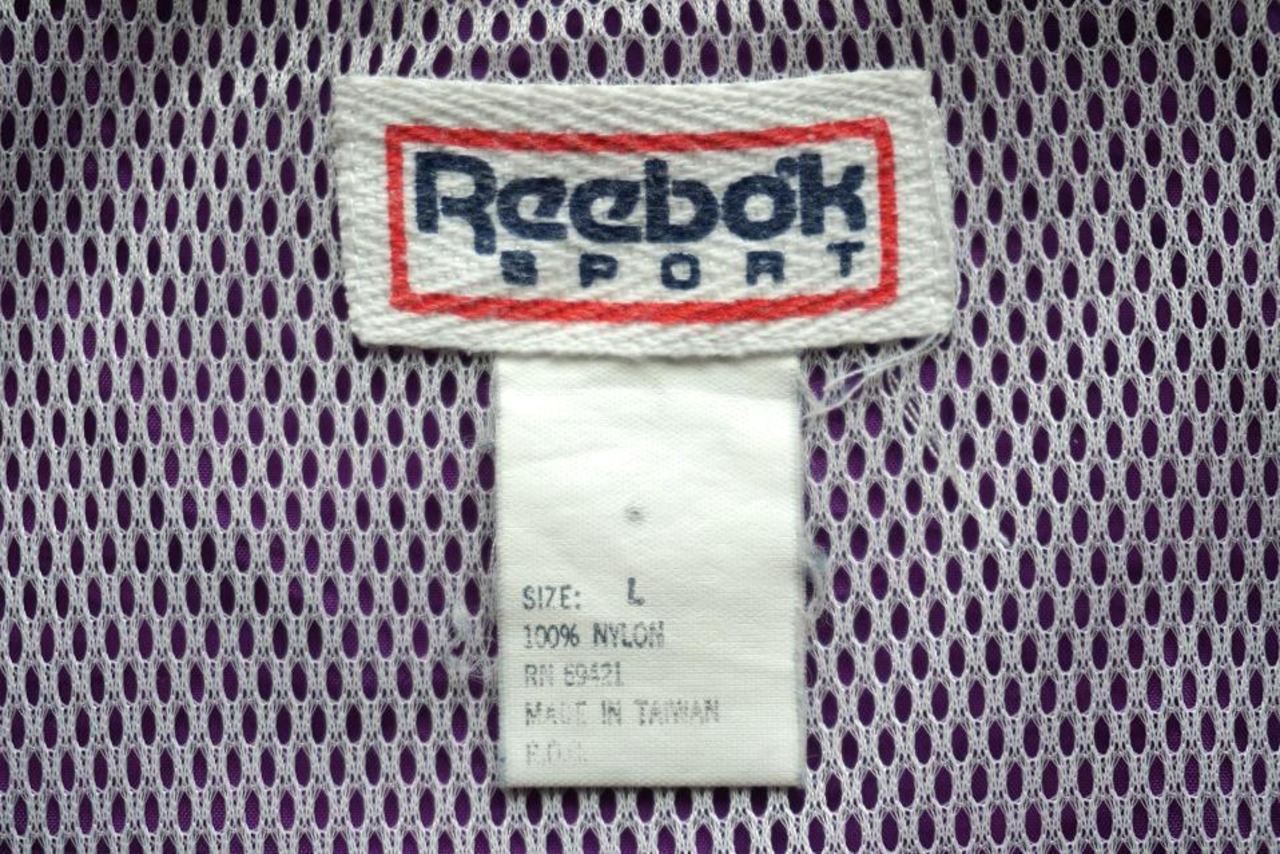 Reebok
SPORT
SIZE: L
100% NYLON
RN 69421
MADE IN TAIWAN
R.O.C.